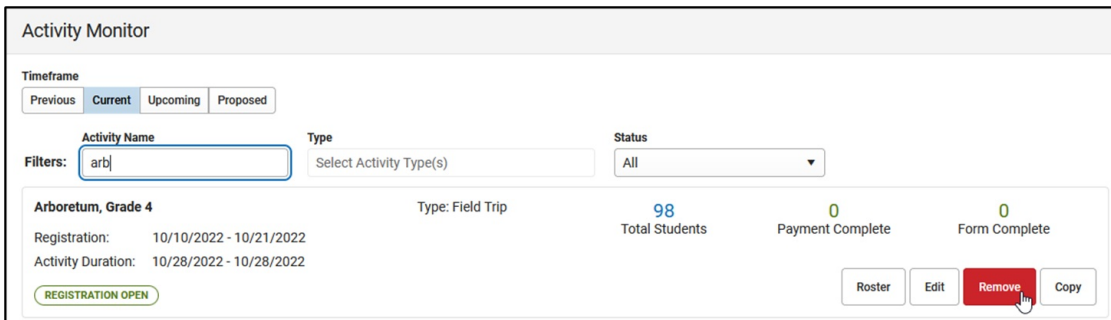 Activity Monitor
Timeframe
Previous Current Upcoming Proposed
Activity Name Type Status
Filters: arb Select Activity Type(s) All
Arboretum, Grade 4 Type: Field Trip 98 0 0
Total Students Payment Complete Form Complete
Registration: 10/10/2022 - 10/21/2022
Activity Duration: 10/28/2022 - 10/28/2022
REGISTRATION OPEN Roster Edit Remove Copy